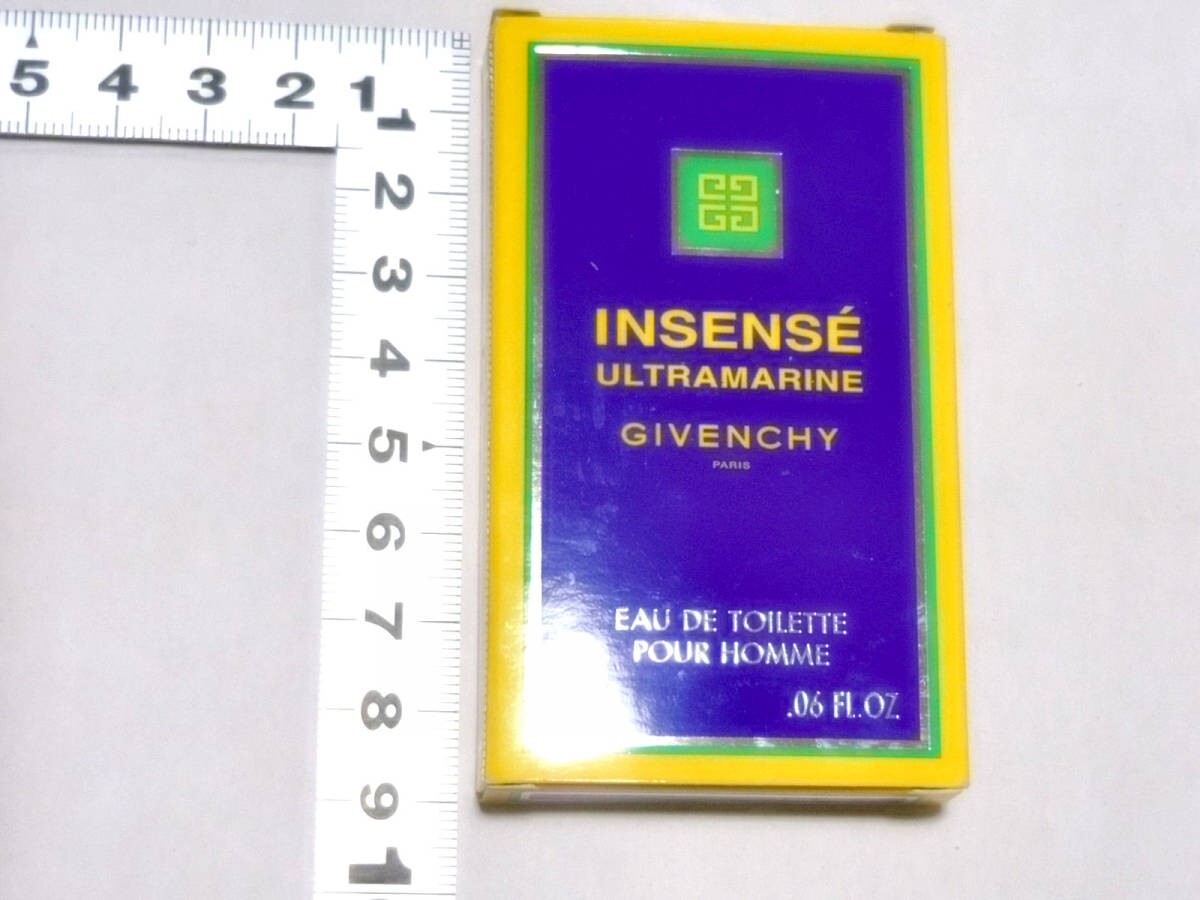 5 4 3 2 1
1
2
3
4
5
6
7
8
9
1
INSENSÉ
ULTRAMARINE
GIVENCHY
PARIS
EAU DE TOILETTE
POUR HOMME
.06 FL.OZ